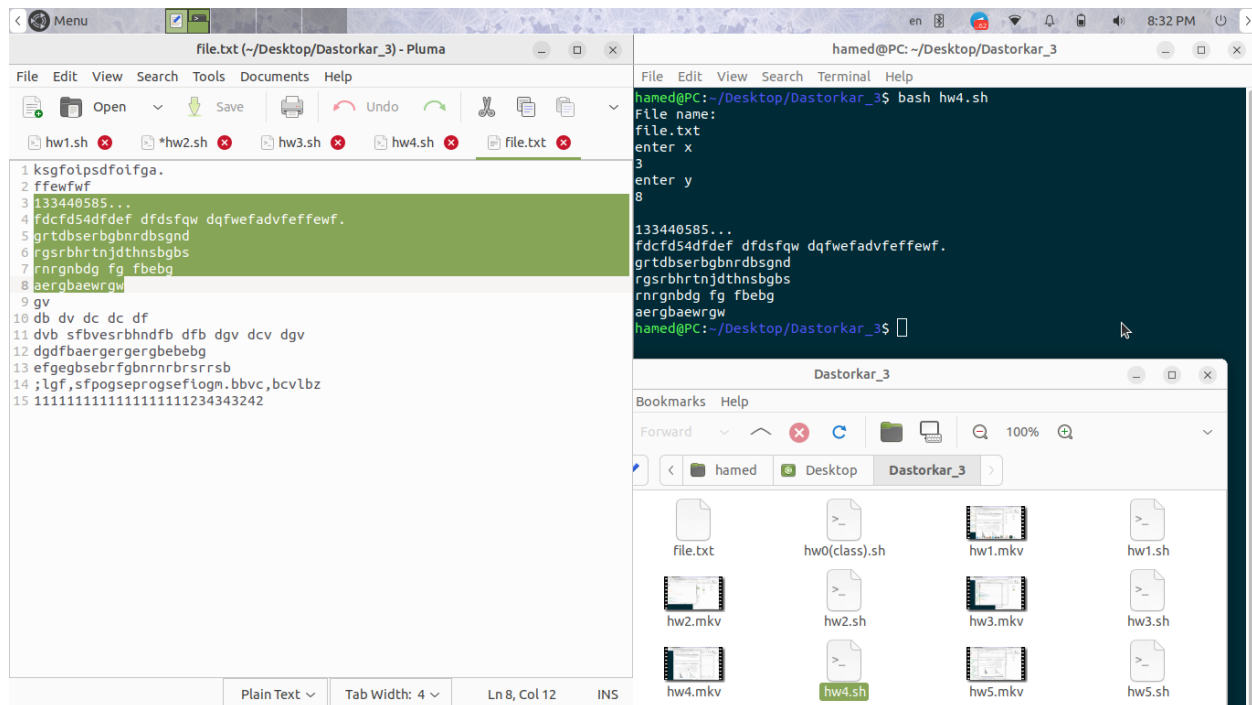 Menu
en
62
8:32 PM
file.txt (~/Desktop/Dastorkar_3) - Pluma
File Edit View Search Tools Documents Help
Open Save Undo
hw1.sh *hw2.sh hw3.sh hw4.sh file.txt
1 ksgfoipsdfoifga.
2 ffewfwf
3 133440585...
4 fdcfd54dfdef dfdsfqw dqfwefadvfeffewf.
5 grtdbserbgbnrdbsgnd
6 rgsrbhrtnjdthnsbgbs
7 rnrgnbdg fg fbebg
8 aergbaewrgw
9 gv
10 db dv dc dc df
11 dvb sfbvesrbhndfb dfb dgv dcv dgv
12 dgdfbaergergergbebebg
13 efgegbsebrfgbnrnrbrsrrsb
14 ;lgf,sfpogseprogsefiogm.bbvc,bcvlbz
15 1111111111111111111234343242
Plain Text Tab Width: 4 Ln 8, Col 12 INS
hamed@PC: ~/Desktop/Dastorkar_3
File Edit View Search Terminal Help
hamed@PC:~/Desktop/Dastorkar_3$ bash hw4.sh
File name:
file.txt
enter x
3
enter y
8
133440585...
fdcfd54dfdef dfdsfqw dqfwefadvfeffewf.
grtdbserbgbnrdbsgnd
rgsrbhrtnjdthnsbgbs
rnrgnbdg fg fbebg
aergbaewrgw
hamed@PC:~/Desktop/Dastorkar_3$
Dastorkar_3
Bookmarks Help
Forward 100%
hamed Desktop Dastorkar_3
file.txt hw0(class).sh hw1.mkv hw1.sh
hw2.mkv hw2.sh hw3.mkv hw3.sh
hw4.mkv hw4.sh hw5.mkv hw5.sh